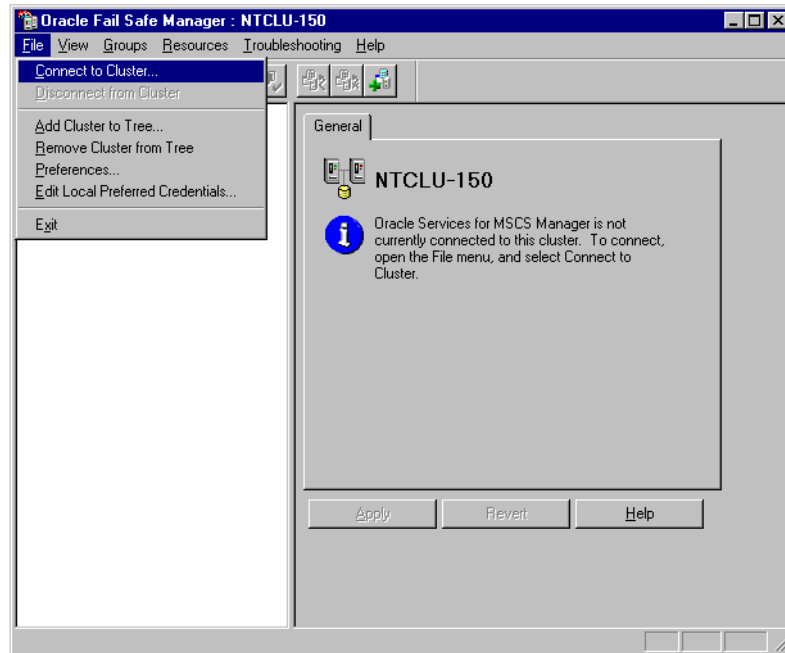 Oracle Fail Safe Manager : NTCLU-150
File View Groups Resources Troubleshooting Help
Connect to Cluster...
Disconnect from Cluster
Add Cluster to Tree...
Remove Cluster from Tree
Preferences...
Edit Local Preferred Credentials...
Exit
General
NTCLU-150
Oracle Services for MSCS Manager is not
currently connected to this cluster. To connect,
open the File menu, and select Connect to
Cluster.
Apply Revert Help